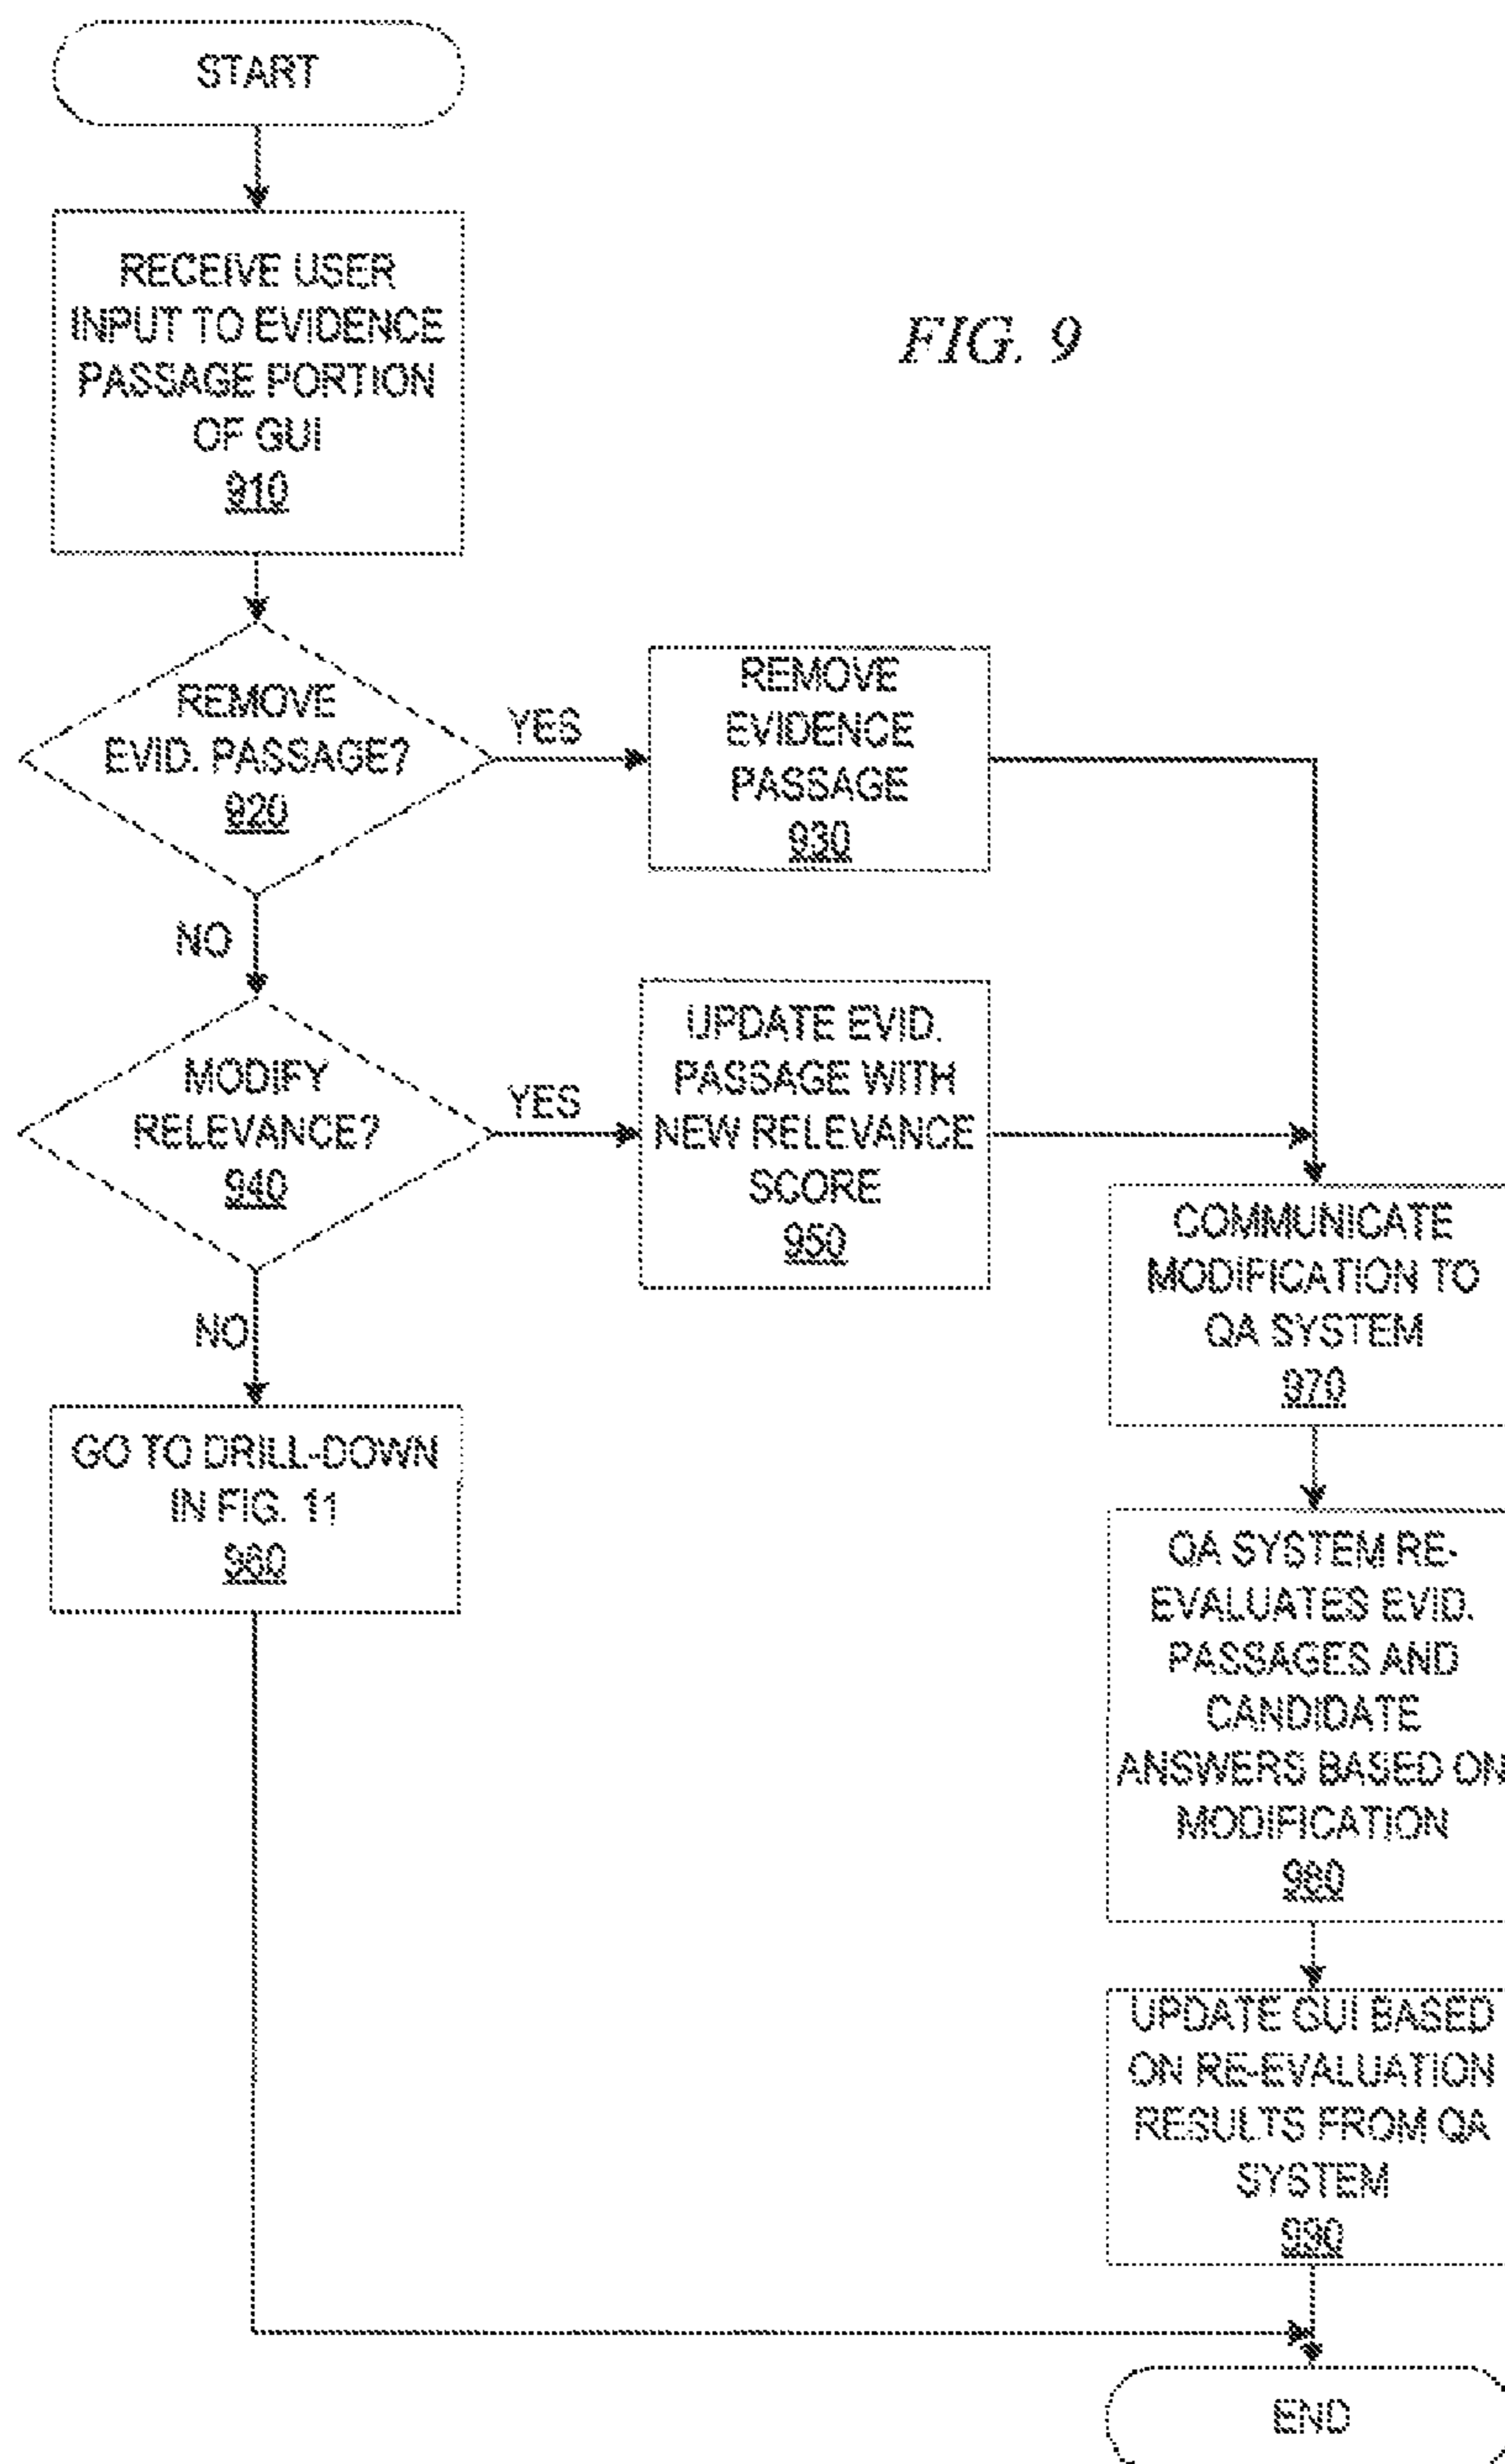 START
RECEIVE USER
INPUT TO EVIDENCE
PASSAGE PORTION
OF GUI
910
FIG. 9
REMOVE
EVID. PASSAGE?
920
YES
REMOVE
EVIDENCE
PASSAGE
930
NO
MODIFY
RELEVANCE?
940
YES
UPDATE EVID.
PASSAGE WITH
NEW RELEVANCE
SCORE
950
NO
GO TO DRILL-DOWN
IN FIG. 11
960
COMMUNICATE
MODIFICATION TO
QA SYSTEM
970
QA SYSTEM RE-
EVALUATES EVID.
PASSAGES AND
CANDIDATE
ANSWERS BASED ON
MODIFICATION
980
UPDATE GUI BASED
ON RE-EVALUATION
RESULTS FROM QA
SYSTEM
990
END